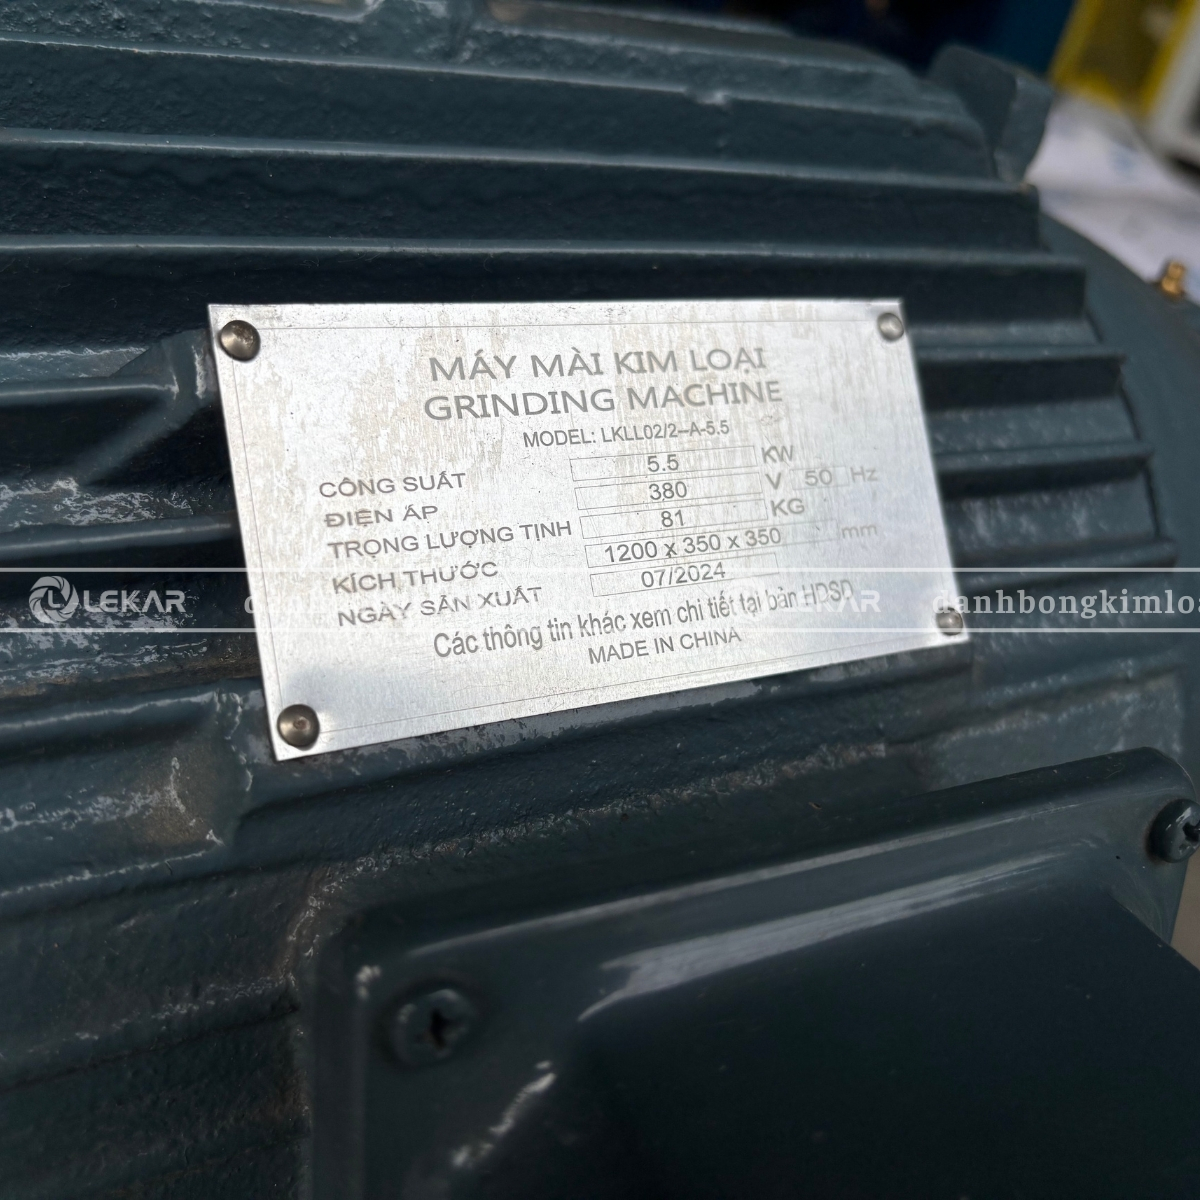 MÁY MÀI KIM LOẠI
GRINDING MACHINE
MODEL: LKLL02/2-A-5.5
CÔNG SUẤT 5.5 KW
ĐIỆN ÁP 380 V 50 Hz
TRỌNG LƯỢNG TỊNH 81 KG
KÍCH THƯỚC 1200 x 350 x 350 mm
NGÀY SẢN XUẤT 07/2024
Các thông tin khác xem chi tiết tại bản HDSD
MADE IN CHINA
LEKAR
danhbongkimlo